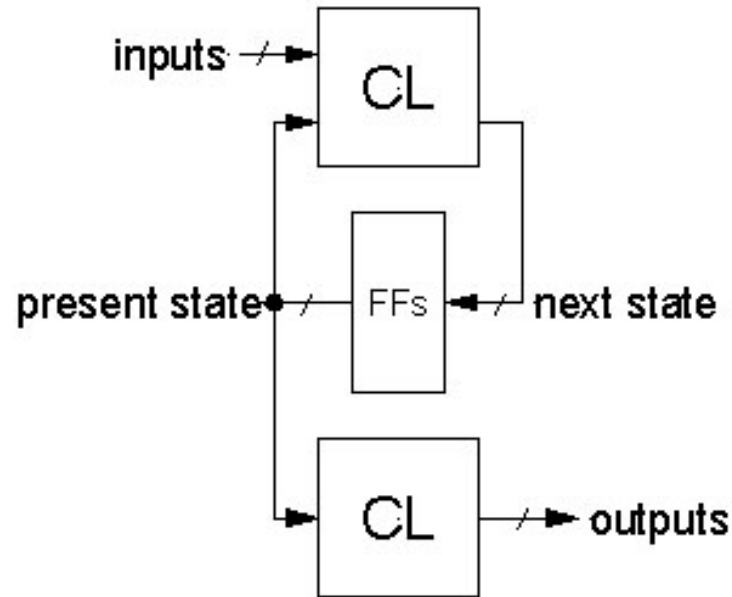 inputs
CL
present state
FFs
next state
CL
outputs